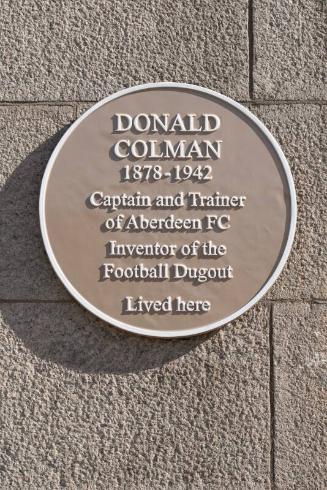 DONALD
COLMAN
1878-1942
Captain and Trainer
of Aberdeen FC
Inventor of the
Football Dugout
Lived here